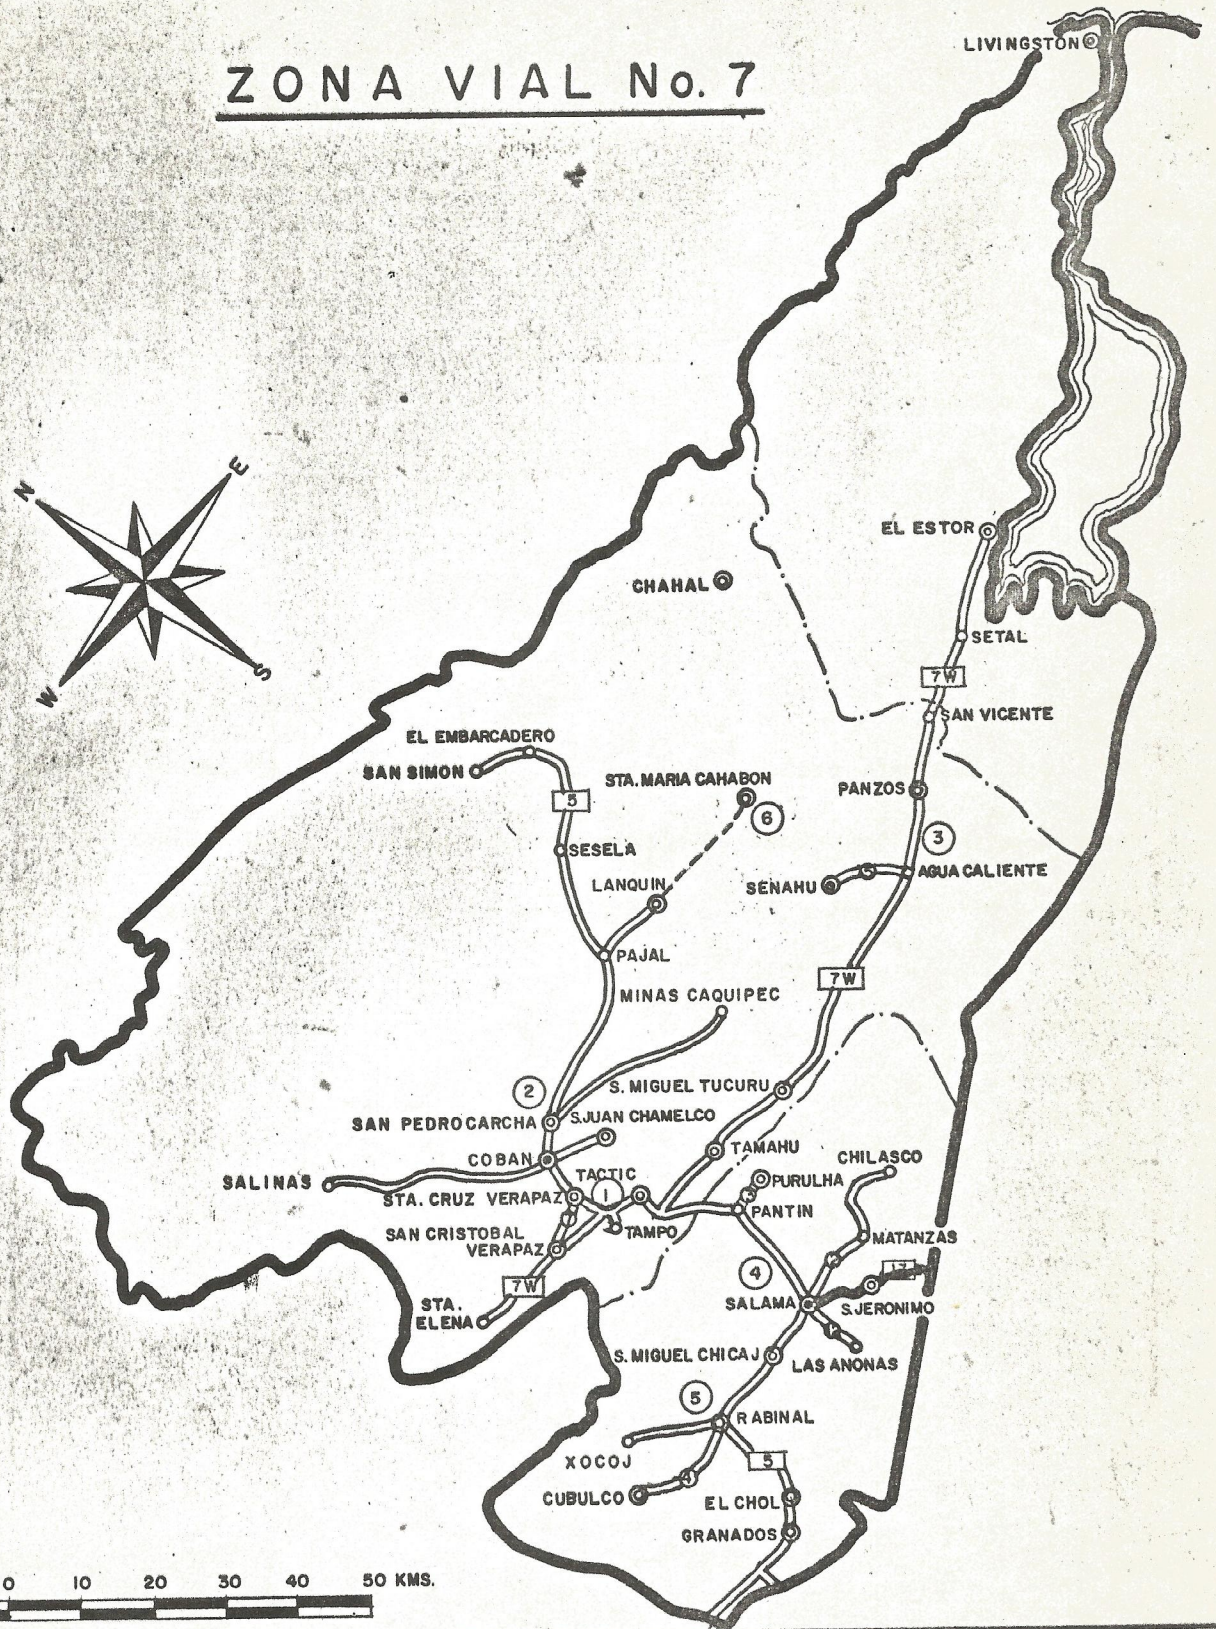 LIVINGSTON
ZONA VIAL No. 7
N
E
S
W
EL ESTOR
CHAHAL
SETAL
7W
SAN VICENTE
EL EMBARCADERO
SAN SIMON
STA. MARIA CAHABON
PANZOS
5
6
3
SESELA
LANQUIN
SENAHU
5
AGUA CALIENTE
PAJAL
7W
MINAS CAQUIPEC
2
S. MIGUEL TUCURU
SAN PEDRO CARCHA
S.JUAN CHAMELCO
COBAN
TAMAHU
CHILASCO
SALINAS
TACTIC
PURULHA
STA. CRUZ VERAPAZ
1
PANTIN
SAN CRISTOBAL
VERAPAZ
TAMPO
MATANZAS
7W
4
17
STA.
ELENA
SALAMA
S.JERONIMO
S. MIGUEL CHICAJ
LAS ANONAS
5
RABINAL
XOCOJ
5
4
CUBULCO
EL CHOL
GRANADOS
0 10 20 30 40 50 KMS.